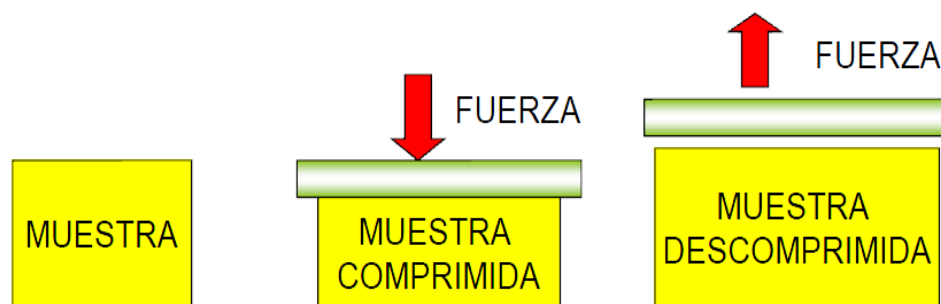 FUERZA
FUERZA
MUESTRA
MUESTRA
COMPRIMIDA
MUESTRA
DESCOMPRIMIDA